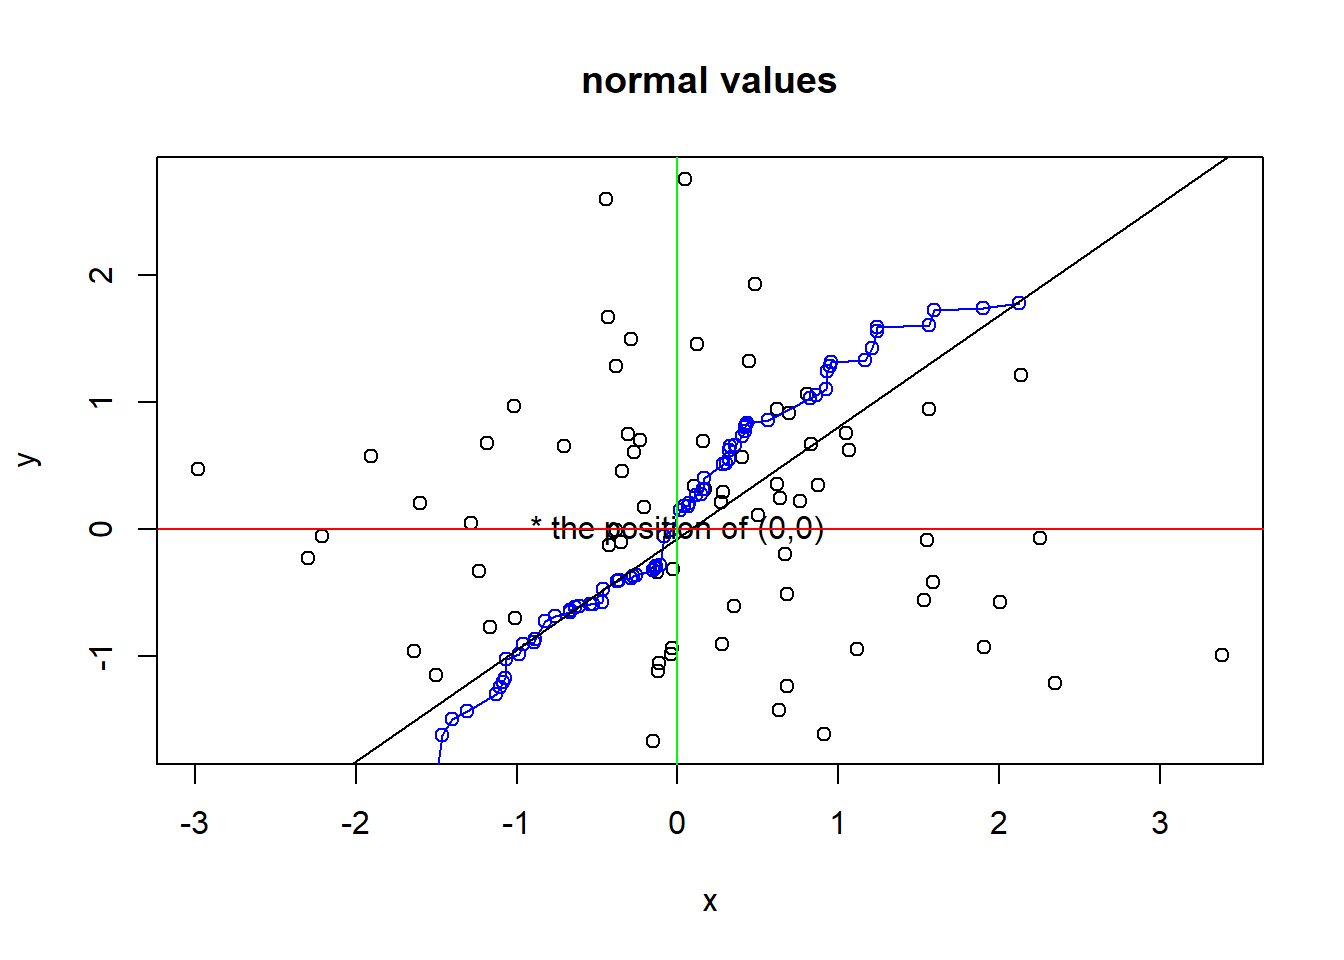 normal values
y
2
1
0
-1
* the position of (0,0)
-3 -2 -1 0 1 2 3
x